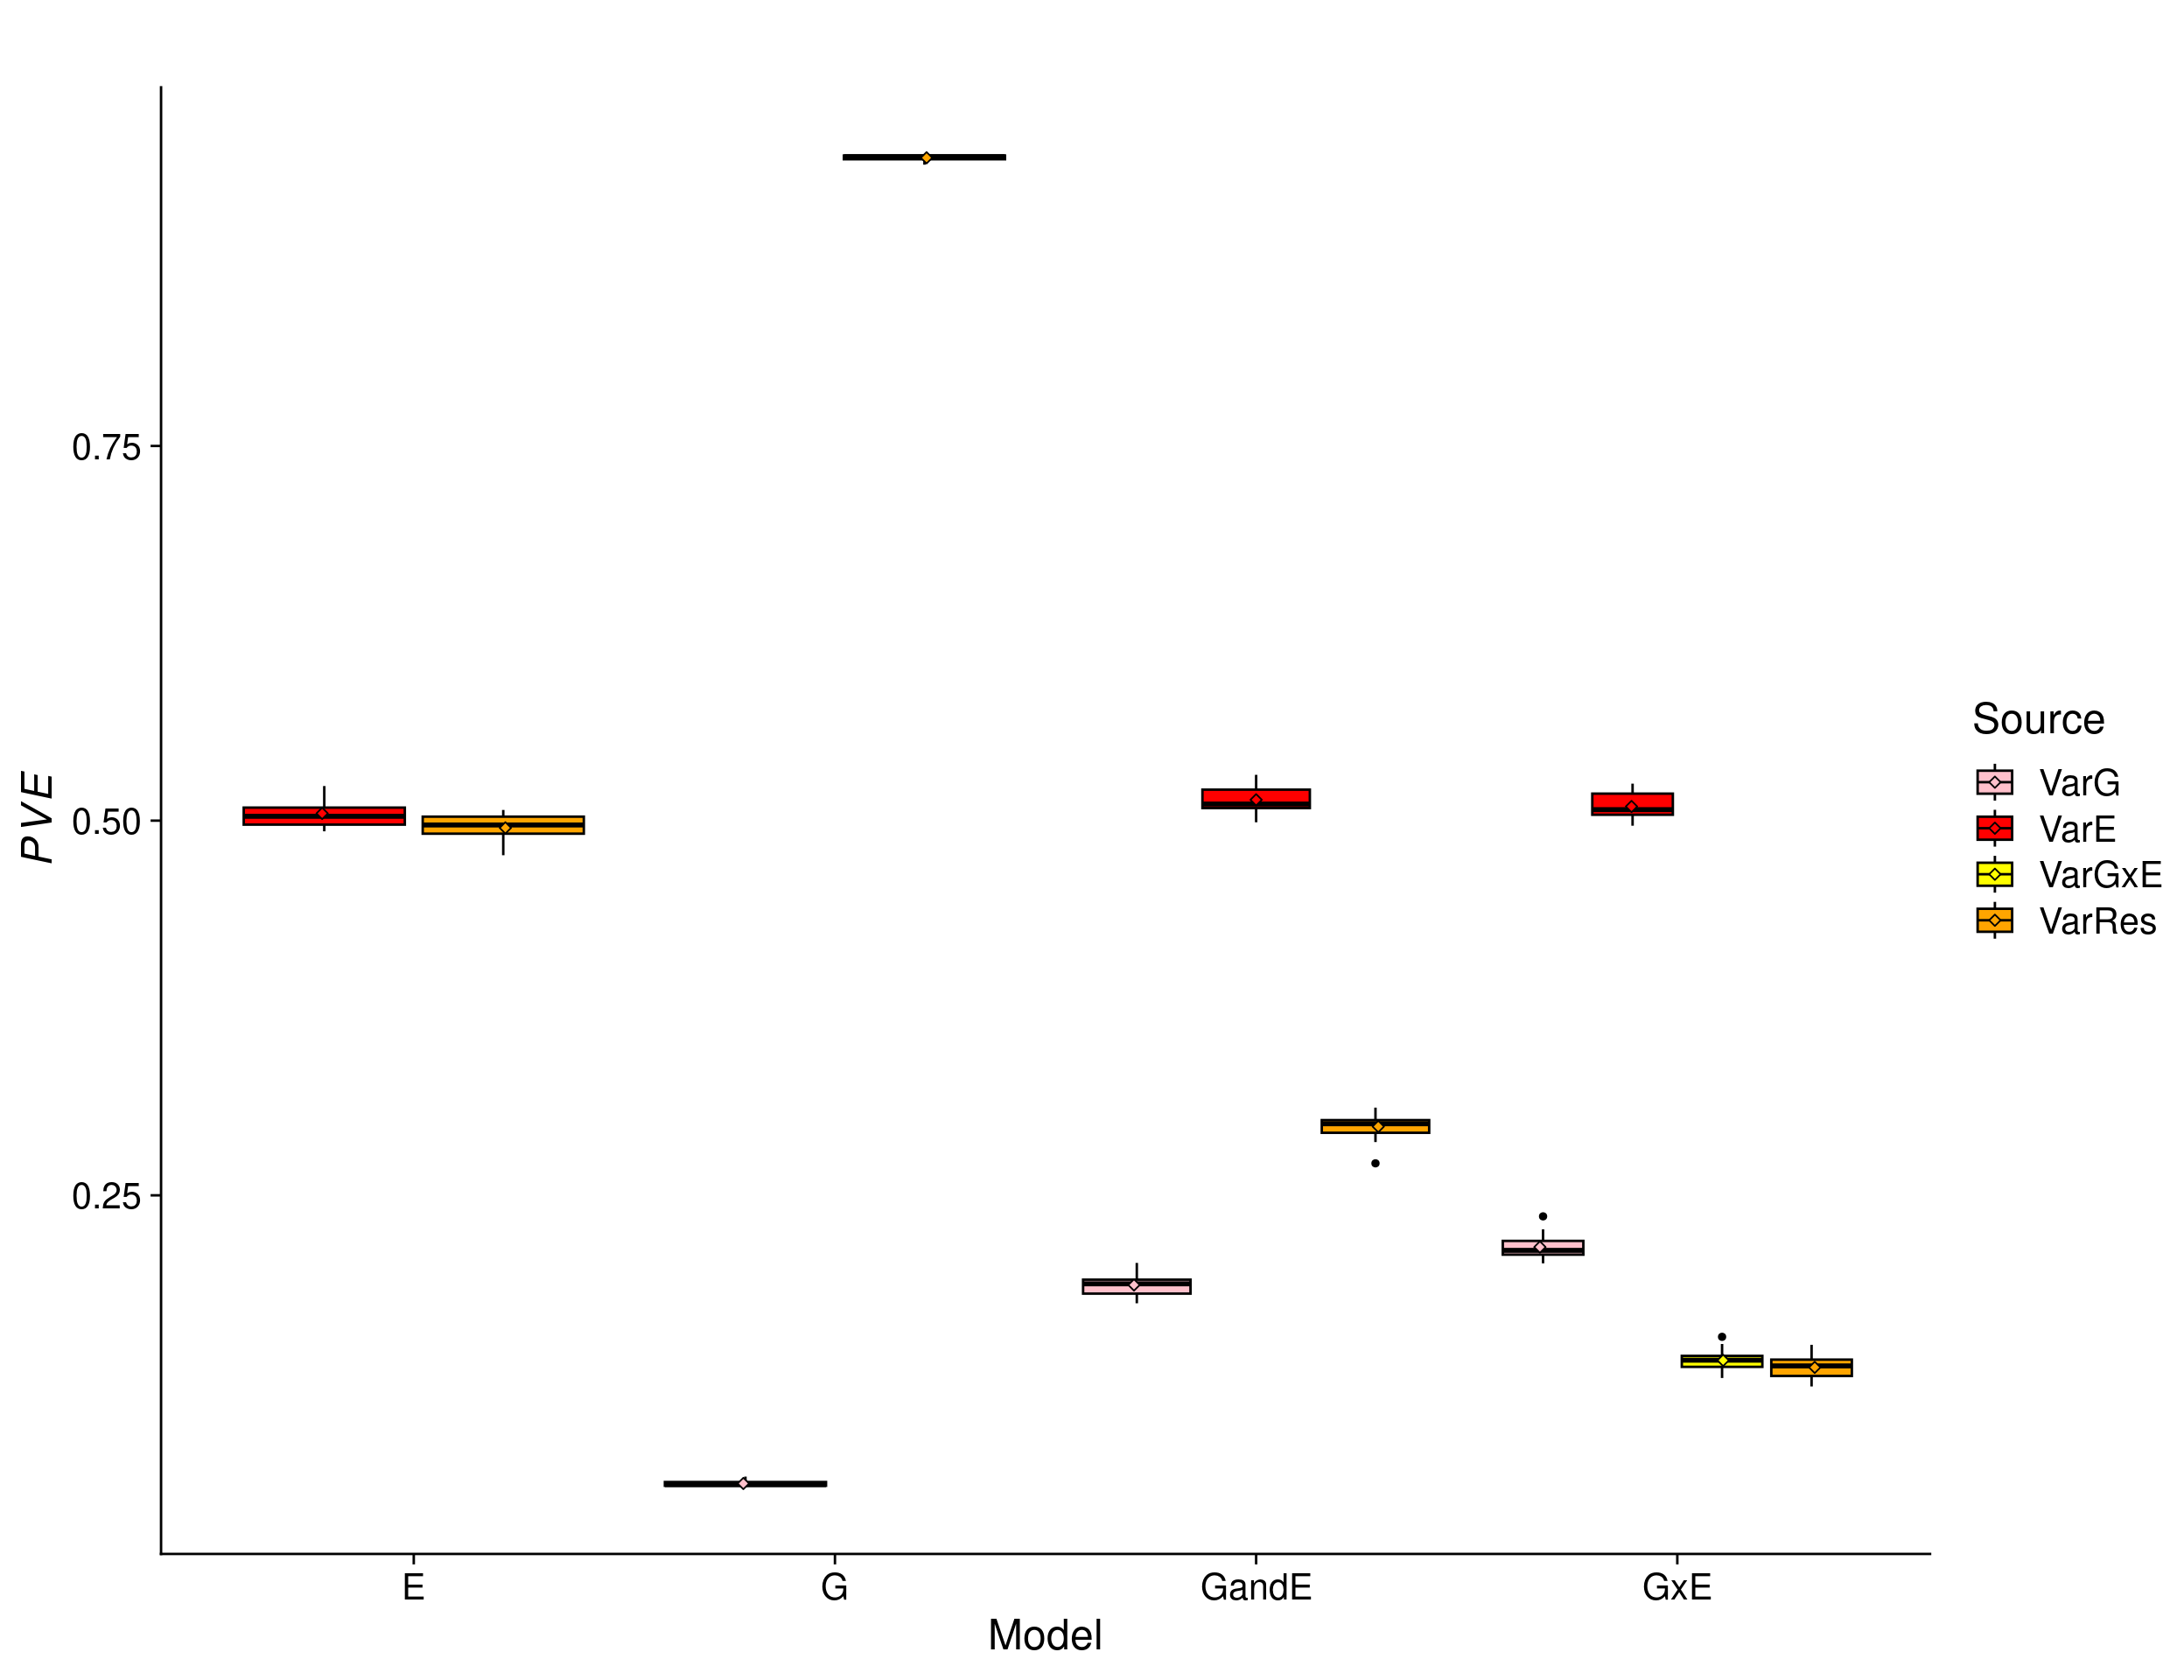 PVE
0.75
0.50
0.25
E
G
GandE
GxE
Model
Source
VarG
VarE
VarGxE
VarRes